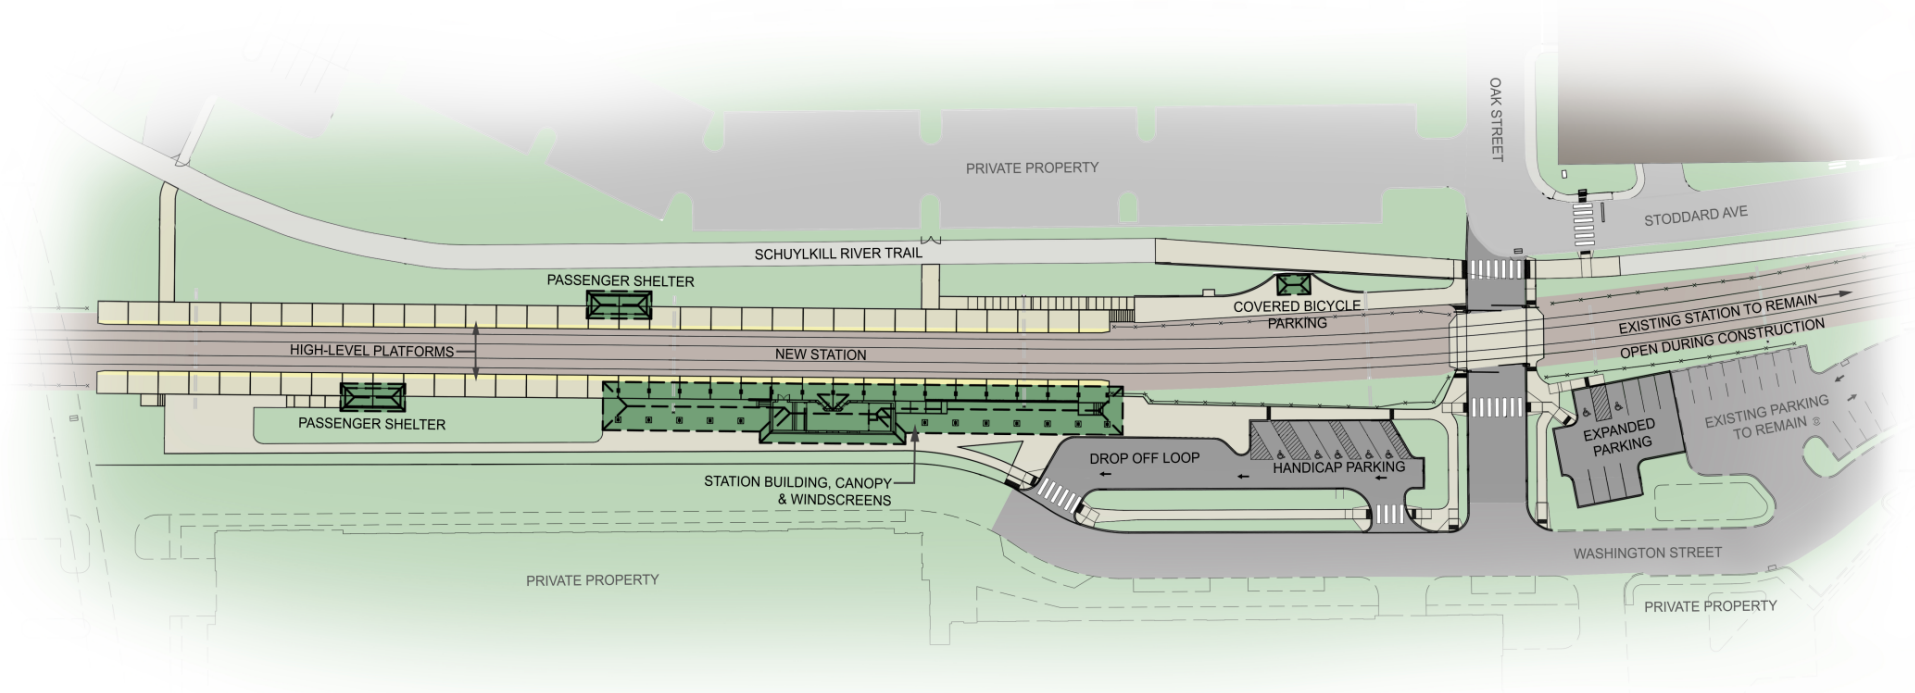 OAK STREET
PRIVATE PROPERTY
STODDARD AVE
SCHUYLKILL RIVER TRAIL
PASSENGER SHELTER
COVERED BICYCLE
PARKING
EXISTING STATION TO REMAIN
OPEN DURING CONSTRUCTION
HIGH-LEVEL PLATFORMS
NEW STATION
PASSENGER SHELTER
EXISTING PARKING
TO REMAIN
EXPANDED
PARKING
DROP OFF LOOP
HANDICAP PARKING
STATION BUILDING, CANOPY
& WINDSCREENS
WASHINGTON STREET
PRIVATE PROPERTY
PRIVATE PROPERTY